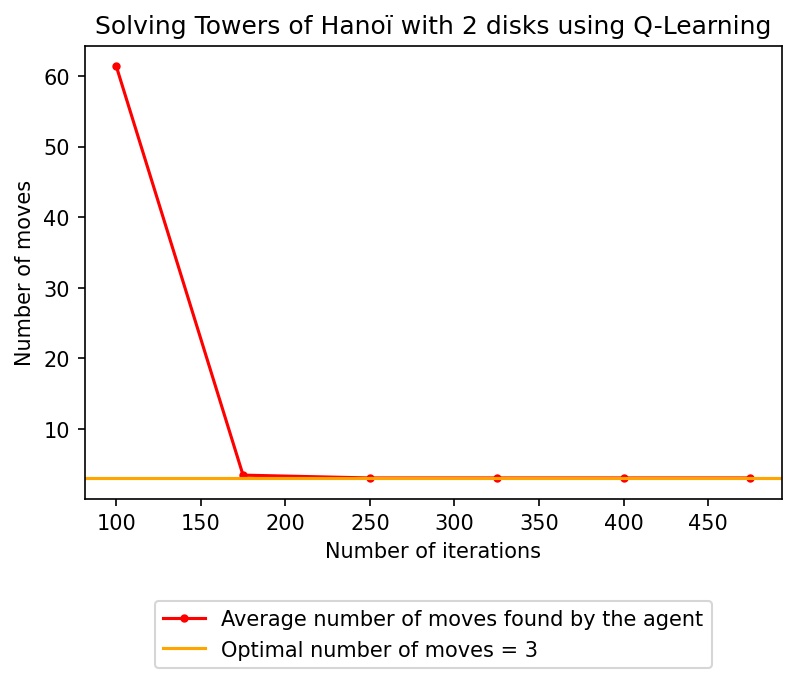 Solving Towers of Hanoï with 2 disks using Q-Learning
60
50
40
30
20
10
Number of moves
100 150 200 250 300 350 400 450
Number of iterations
Average number of moves found by the agent
Optimal number of moves = 3